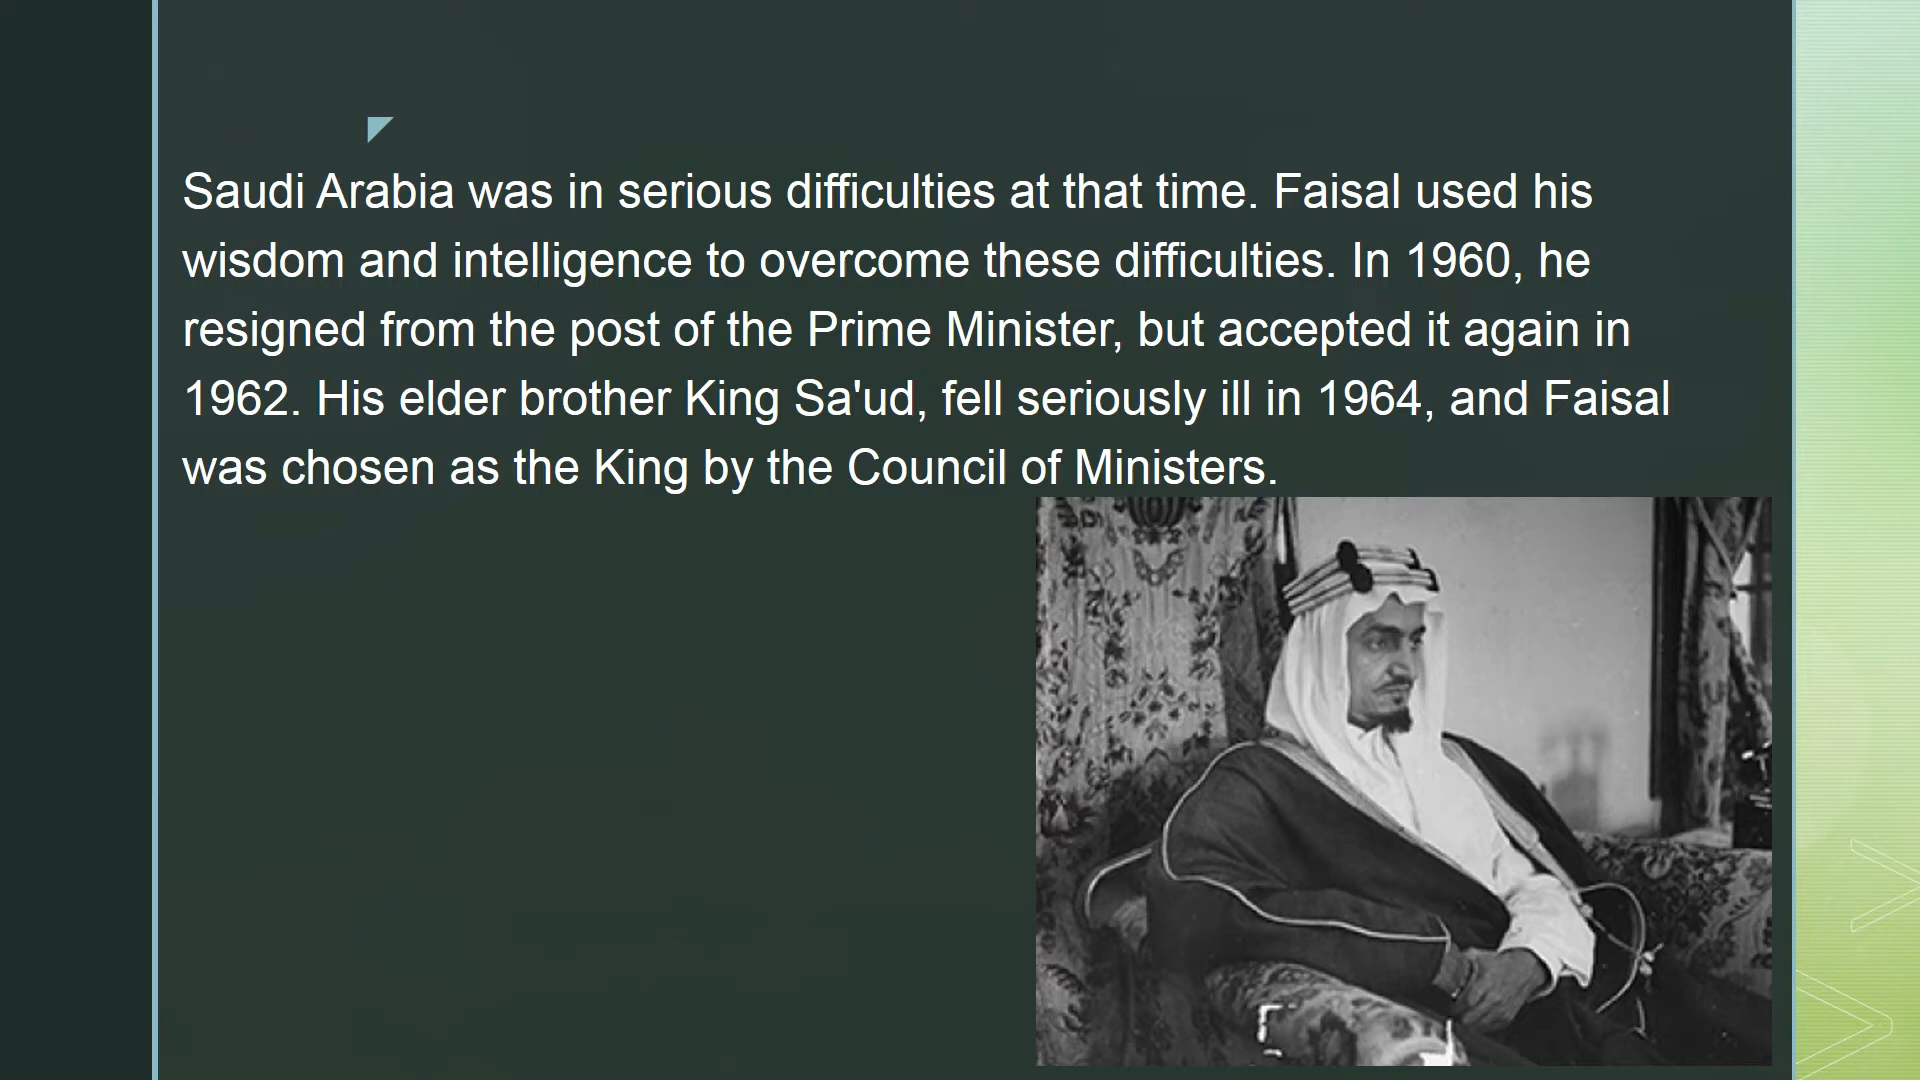 Saudi Arabia was in serious difficulties at that time. Faisal used his
wisdom and intelligence to overcome these difficulties. In 1960, he
resigned from the post of the Prime Minister, but accepted it again in
1962. His elder brother King Sa'ud, fell seriously ill in 1964, and Faisal
was chosen as the King by the Council of Ministers.